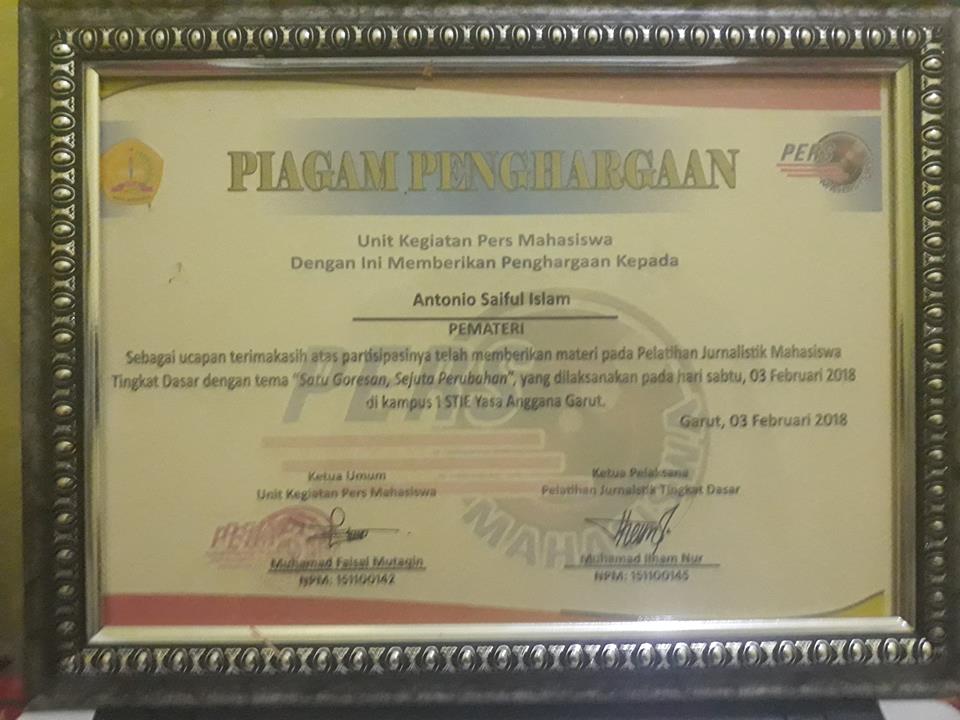 PIAGAM PENGHARGAAN
PERS
Unit Kegiatan Pers Mahasiswa
Dengan Ini Memberikan Penghargaan Kepada
Antonio Saiful Islam
PEMATERI
Sebagai ucapan terimakasih atas partisipasinya telah memberikan materi pada Pelatihan Jurnalistik Mahasiswa
Tingkat Dasar dengan tema "Satu Goresan, Sejuta Perubahan", yang dilaksanakan pada hari sabtu, 03 Februari 2018
di kampus 1 STIE Yasa Anggana Garut.
Garut, 03 Februari 2018
PERS
MAHASISWA
Ketua Umum
Unit Kegiatan Pers Mahasiswa
Muhamad Faisal Mutaqin
NPM: 151100142
Ketua Pelaksana
Pelatihan Jurnalistik Tingkat Dasar
Muhamad Ilham Nur
NPM: 151100145